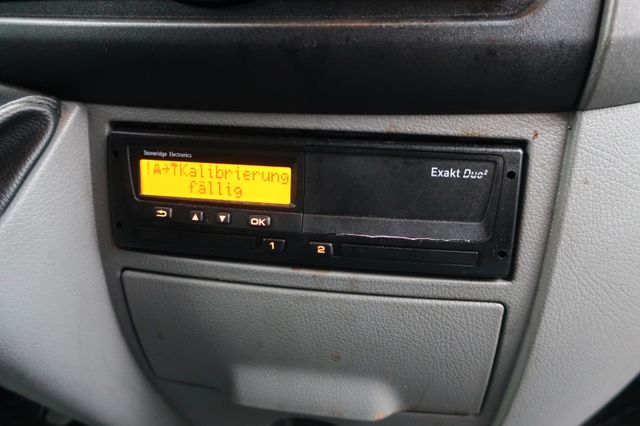 Stoneridge Electronics
Exakt Duo²
!A→TKalibrierung
fällig
OK
1 2